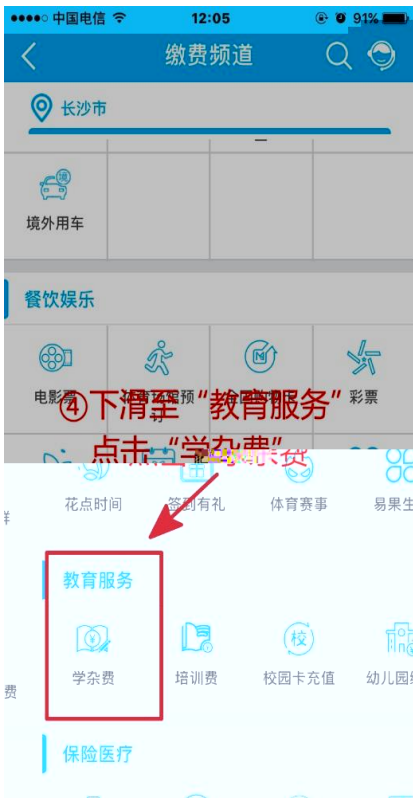 中国电信 12:05 91%
缴费频道
长沙市
境外用车
餐饮娱乐
电影票 彩票
④下滑至“教育服务”
点击“学杂费”
花点时间 签到有礼 体育赛事 易果生
教育服务
学杂费 培训费 校园卡充值 幼儿园
费
保险医疗